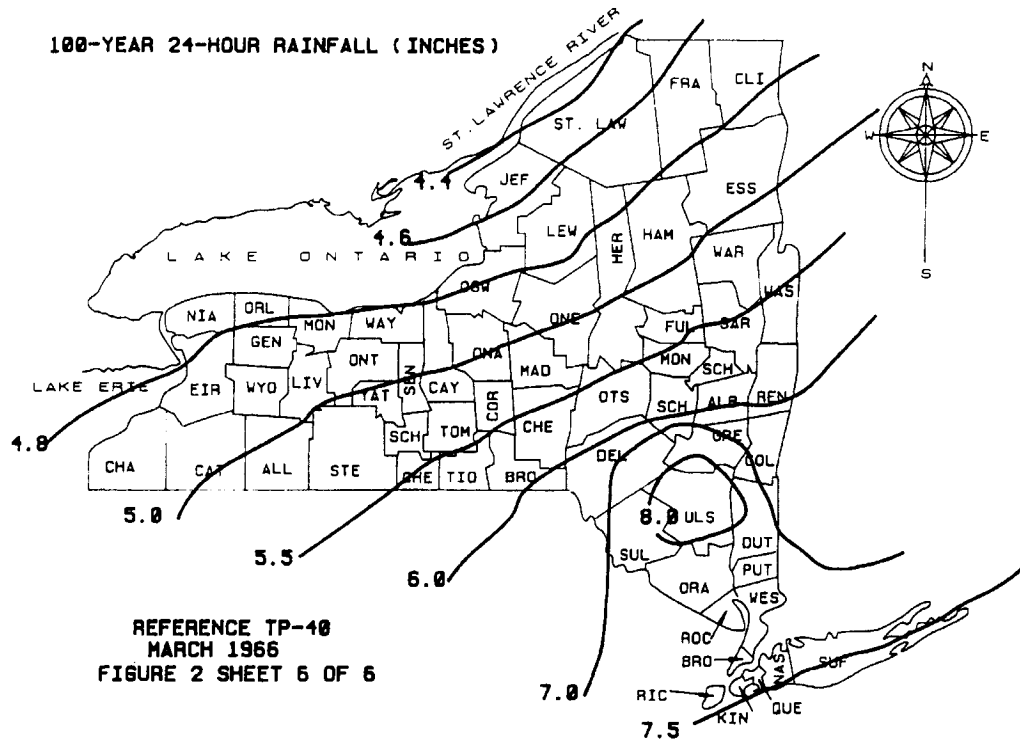 100-YEAR 24-HOUR RAINFALL (INCHES)
ST. LAWRENCE RIVER
N
W E
S
FRA
CLI
ST. LAW
JEF
4.4
ESS
4.6
LEW
HER
HAM
WAR
WAS
LAKE ONTARIO
OSW
NIA
ORL
MON
WAY
ONE
FUL
SAR
GEN
ONT
ONA
MAD
MON
SCH
LAKE ERIE
EIR
WYO
LIV
YAT
SEN
CAY
COR
OTS
SCH
ALB
REN
4.8
CHA
CAT
ALL
STE
SCH
TOM
CHE
CHE
TIO
BRO
DEL
GRE
COL
5.0
5.5
6.0
8.0
ULS
SUL
DUT
PUT
ORA
WES
ROC
BRO
RIC
KIN
QUE
NAS
SUF
7.0
7.5
REFERENCE TP-40
MARCH 1966
FIGURE 2 SHEET 6 OF 6